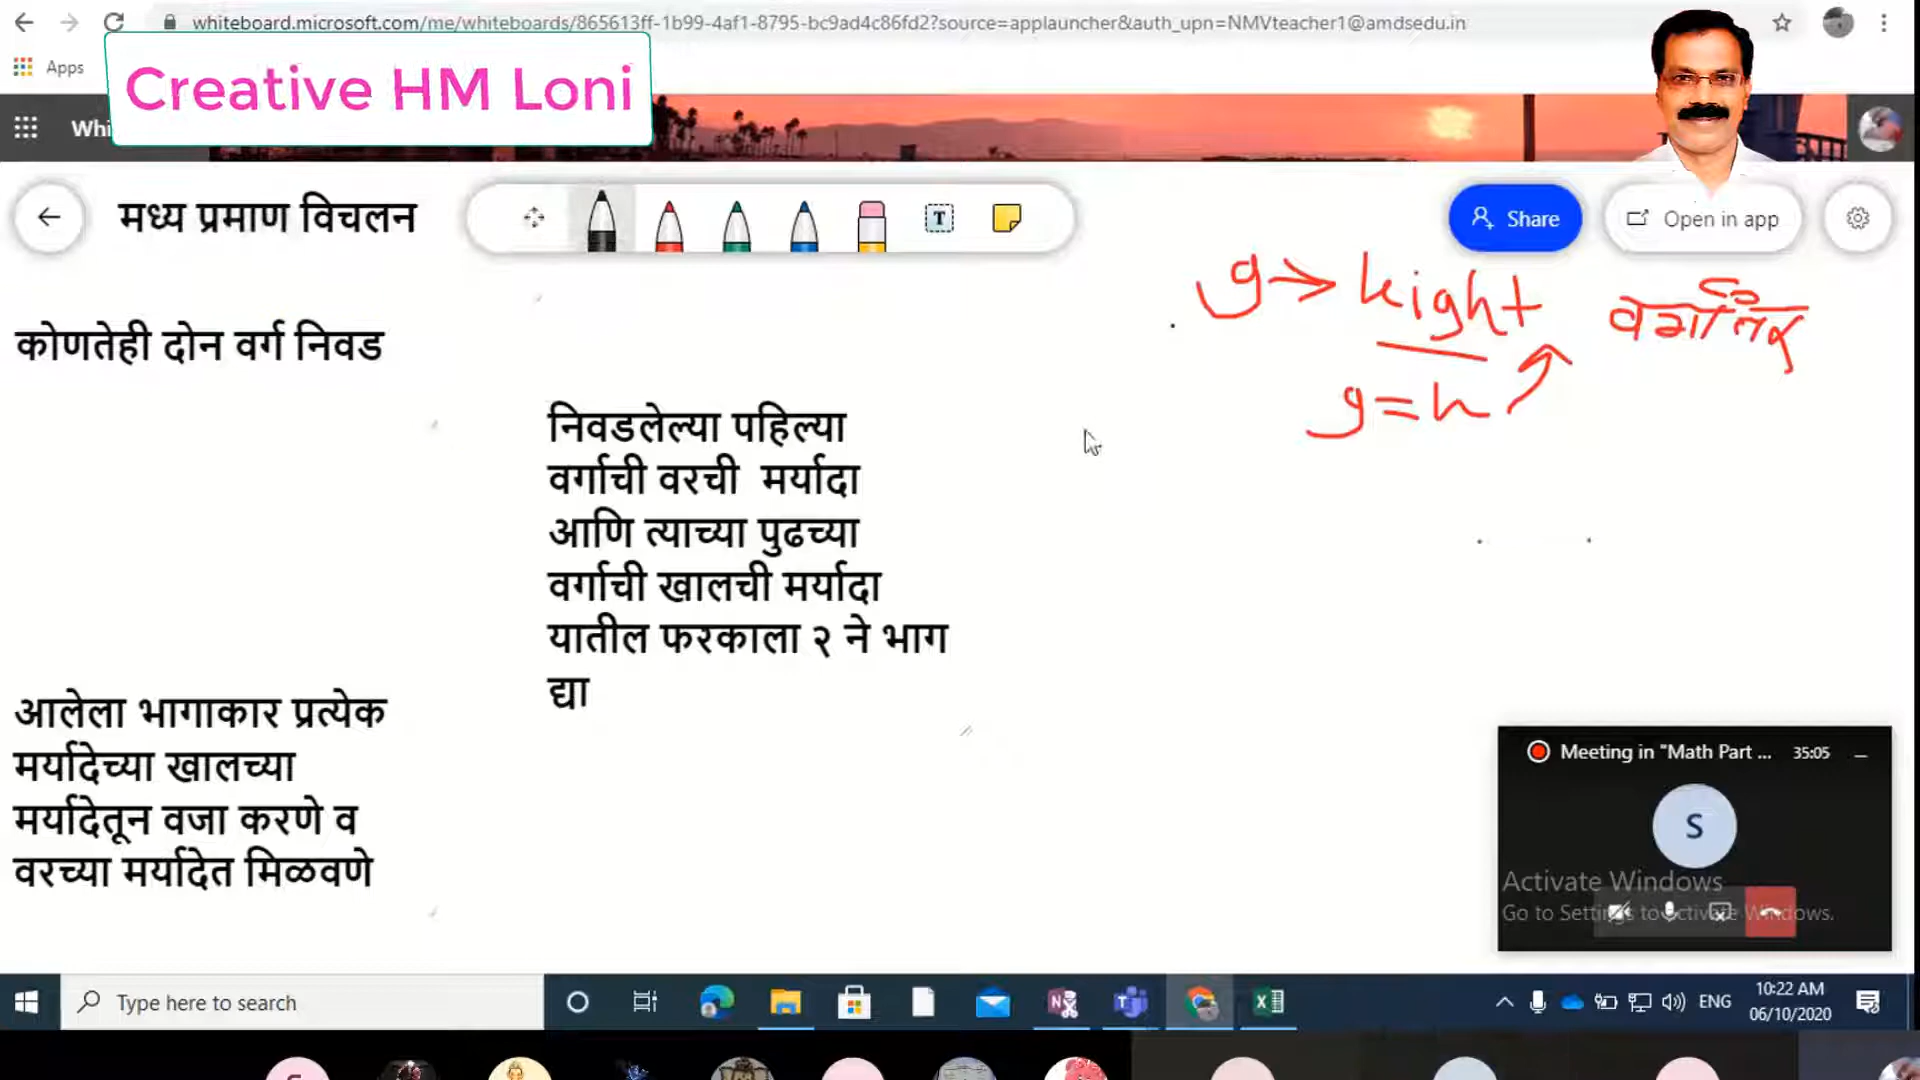 whiteboard.microsoft.com/me/whiteboards/865613ff-1b99-4af1-8795-bc9ad4c86fd2?source=applauncher&auth_upn=NMVteacher1@amdsedu.in
Apps
Creative HM Loni
Whi
मध्य प्रमाण विचलन
T
Share
Open in app
g → hight
g = h
कोणतेही दोन वर्ग निवड
निवडलेल्या पहिल्या
वर्गाची वरची मर्यादा
आणि त्याच्या पुढच्या
वर्गाची खालची मर्यादा
यातील फरकाला २ ने भाग
द्या
आलेला भागाकार प्रत्येक
मर्यादेच्या खालच्या
मर्यादेतून वजा करणे व
वरच्या मर्यादेत मिळवणे
Meeting in "Math Part ... 35:05
S
Activate Windows
Go to Settings to activate Windows.
Type here to search
ENG
10:22 AM
06/10/2020